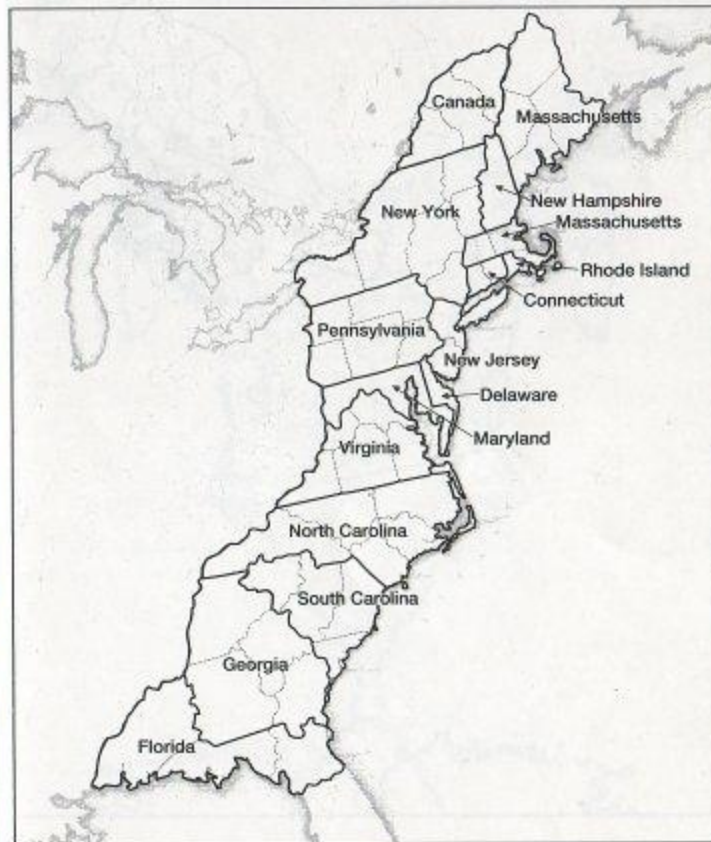 Canada
Massachusetts
New Hampshire
New York
Massachusetts
Rhode Island
Connecticut
Pennsylvania
New Jersey
Delaware
Maryland
Virginia
North Carolina
South Carolina
Georgia
Florida